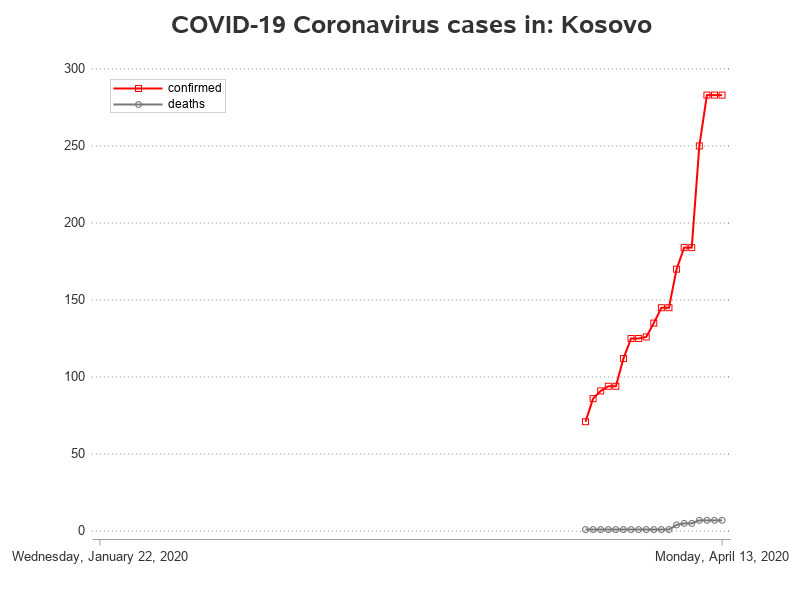 COVID-19 Coronavirus cases in: Kosovo
300
confirmed
deaths
250
200
150
100
50
0
Wednesday, January 22, 2020
Monday, April 13, 2020